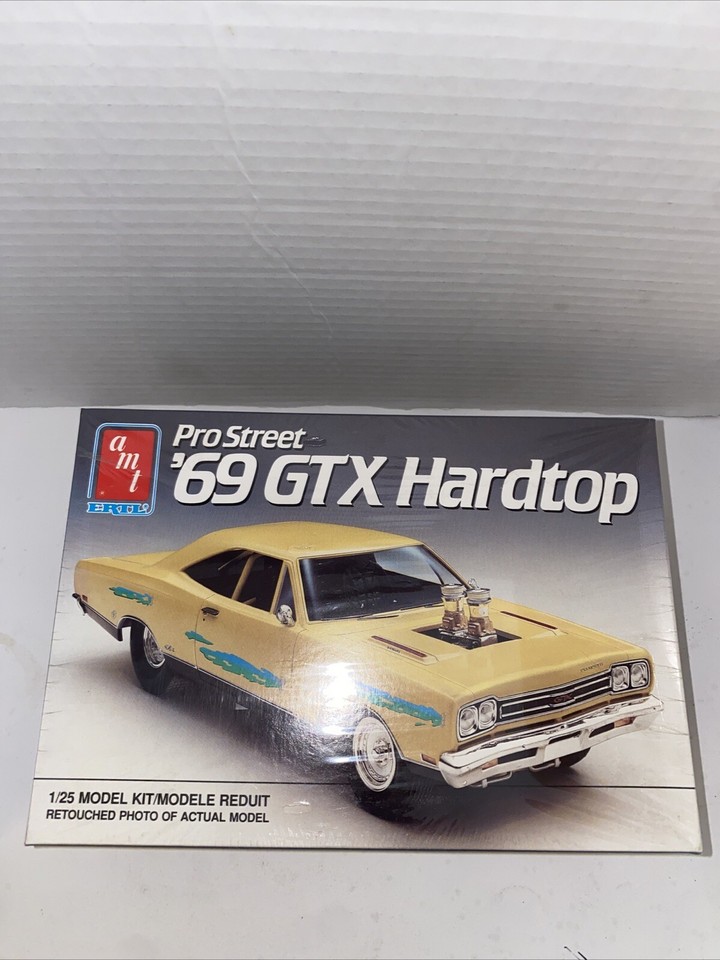 amt
ERTL®
Pro Street
'69 GTX Hardtop
1/25 MODEL KIT/MODELE REDUIT
RETOUCHED PHOTO OF ACTUAL MODEL